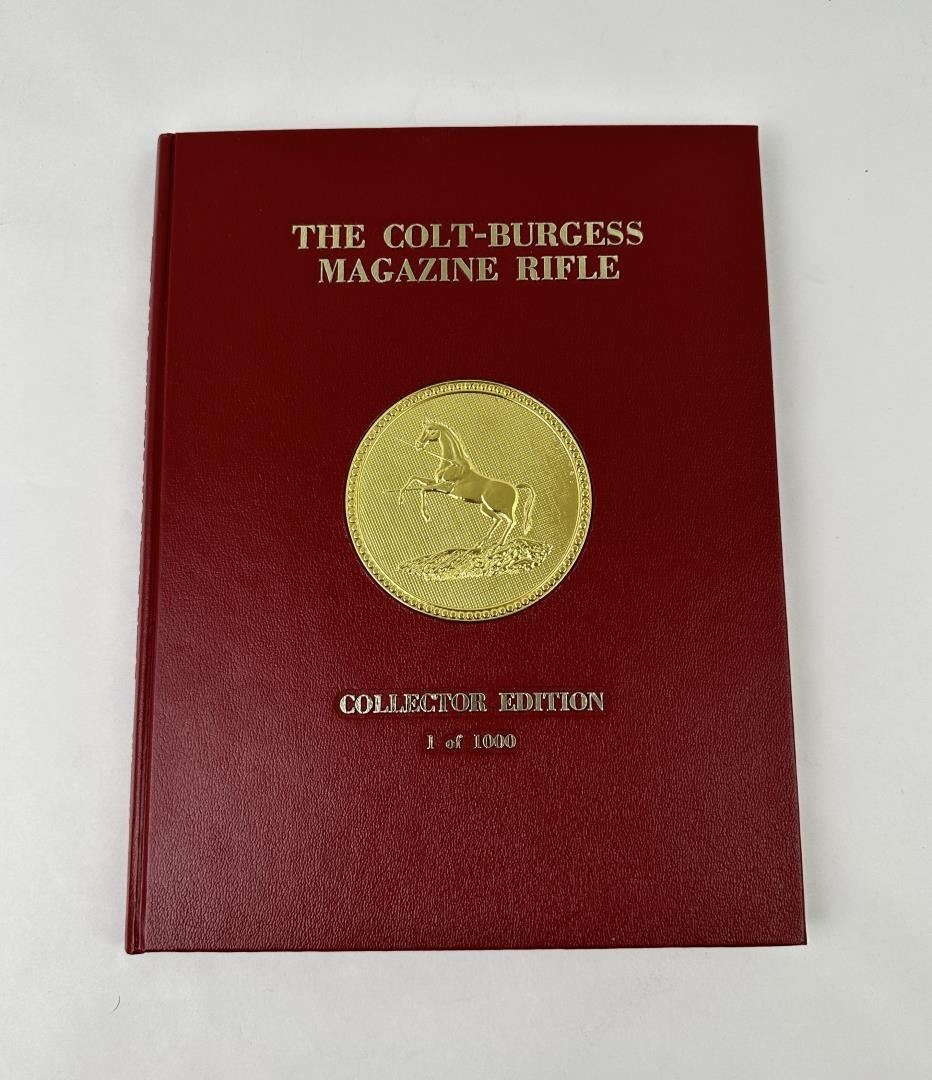 THE COLT-BURGESS
MAGAZINE RIFLE
COLLECTOR EDITION
1 of 1000